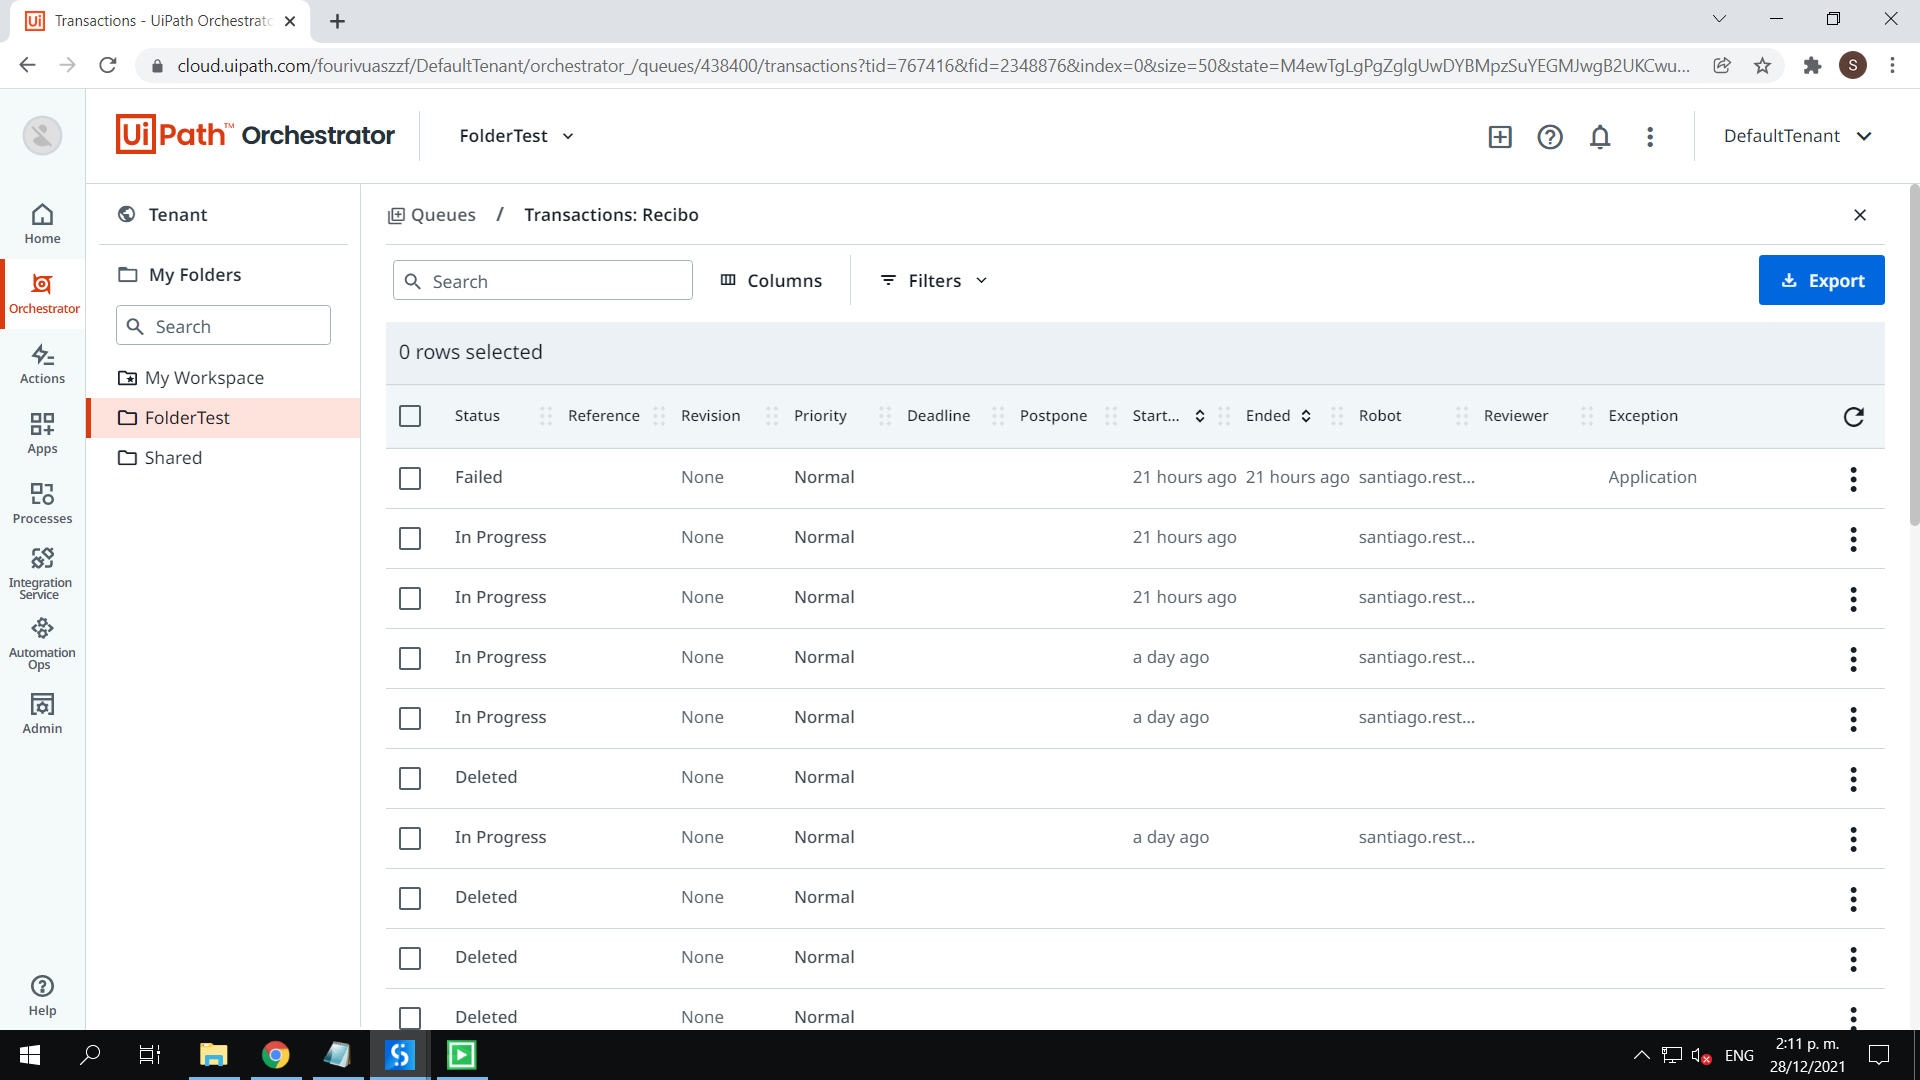 Transactions - UiPath Orchestrato
cloud.uipath.com/fourivuaszzf/DefaultTenant/orchestrator_/queues/438400/transactions?tid=767416&fid=2348876&index=0&size=50&state=M4ewTgLgPgZglgUwDYBMpzSuYEGMJwgB2UKCwu...
S
UiPath™ Orchestrator
FolderTest
DefaultTenant
Home
Orchestrator
Actions
Apps
Processes
Integration
Service
Automation
Ops
Admin
Help
Tenant
My Folders
Search
My Workspace
FolderTest
Shared
Queues / Transactions: Recibo
Search Columns Filters Export
0 rows selected
Status Reference Revision Priority Deadline Postpone Start... Ended Robot Reviewer Exception
Failed None Normal 21 hours ago 21 hours ago santiago.rest... Application
In Progress None Normal 21 hours ago santiago.rest...
In Progress None Normal 21 hours ago santiago.rest...
In Progress None Normal a day ago santiago.rest...
In Progress None Normal a day ago santiago.rest...
Deleted None Normal
In Progress None Normal a day ago santiago.rest...
Deleted None Normal
Deleted None Normal
Deleted None Normal
ENG
2:11 p. m.
28/12/2021